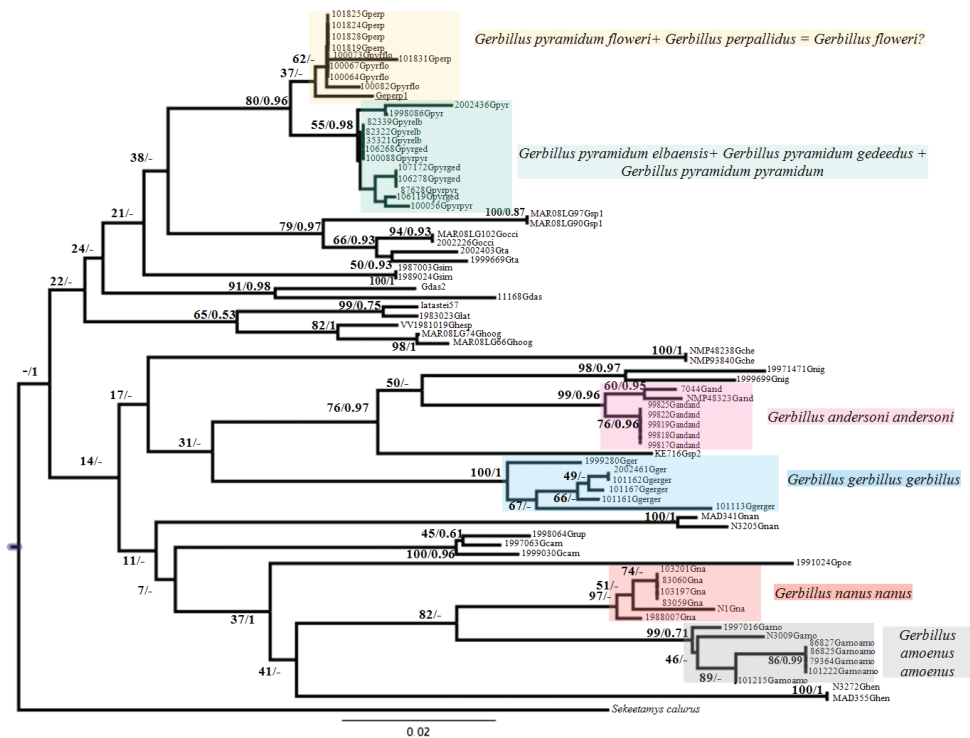 101825Gperp
101824Gperp
101828Gperp
101819Gperp
100073Gpyrflo
101831Gperp
62/-
100067Gpyrflo
37/-
100064Gpyrflo
100082Gpyrflo
Geperp1
Gerbillus pyramidum floweri+ Gerbillus perpallidus = Gerbillus floweri?
80/0.96
2002436Gpyr
1998086Gpyr
55/0.98
82339Gpyrelb
82322Gpyrelb
35321Gpyrelb
106268Gpyrged
100088Gpyrpyr
107172Gpyrged
106278Gpyrged
87628Gpyrpyr
106119Gpyrged
100056Gpyrpyr
Gerbillus pyramidum elbaensis+ Gerbillus pyramidum gedeedus +
Gerbillus pyramidum pyramidum
38/-
100/0.87
MAR08LG97Gsp1
MAR08LG90Gsp1
21/-
79/0.97
94/0.93
MAR08LG102Gocci
2002226Gocci
66/0.93
2002403Gta
1999669Gta
24/-
50/0.93
1987003Gsim
1989024Gsim
100/1
22/-
91/0.98
Gdas2
11168Gdas
99/0.75
latastei57
1983023Glat
65/0.53
VV1981019Ghesp
82/1
MAR08LG74Ghoog
MAR08LG66Ghoog
98/1
-/1
100/1
NMP48238Gche
NMP93840Gche
98/0.97
19971471Gnig
1999699Gnig
50/-
60/0.95
7044Gand
99/0.96
NMP48323Gand
99825Gandand
99822Gandand
76/0.96
99819Gandand
99818Gandand
99817Gandand
Gerbillus andersoni andersoni
17/-
76/0.97
KE716Gsp2
31/-
1999280Gger
100/1
49/-
2002461Gger
101162Ggerger
101167Ggerger
66/-
101161Ggerger
67/-
101113Ggerger
Gerbillus gerbillus gerbillus
14/-
100/1
MAD341Gnan
N3205Gnan
45/0.61
1998064Grup
1997063Gcam
100/0.96
1999030Gcam
11/-
7/-
1991024Gpoe
74/-
103201Gna
83060Gna
51/-
103197Gna
97/-
83059Gna
N1Gna
1988007Gna
Gerbillus nanus nanus
37/1
82/-
99/0.71
1997016Gamo
N3009Gamo
86827Gamoamo
86825Gamoamo
86/0.99
79364Gamoamo
101222Gamoamo
46/-
89/-
101215Gamoamo
Gerbillus
amoenus
amoenus
41/-
100/1
N3272Ghen
MAD355Ghen
Sekeetamys calurus
0.02